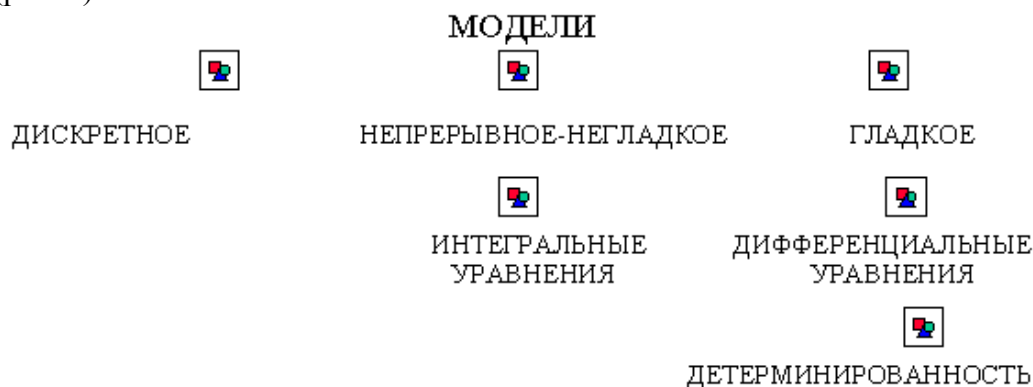 МОДЕЛИ
ДИСКРЕТНОЕ НЕПРЕРЫВНОЕ-НЕГЛАДКОЕ ГЛАДКОЕ
ИНТЕГРАЛЬНЫЕ ДИФФЕРЕНЦИАЛЬНЫЕ
УРАВНЕНИЯ УРАВНЕНИЯ
ДЕТЕРМИНИРОВАННОСТЬ